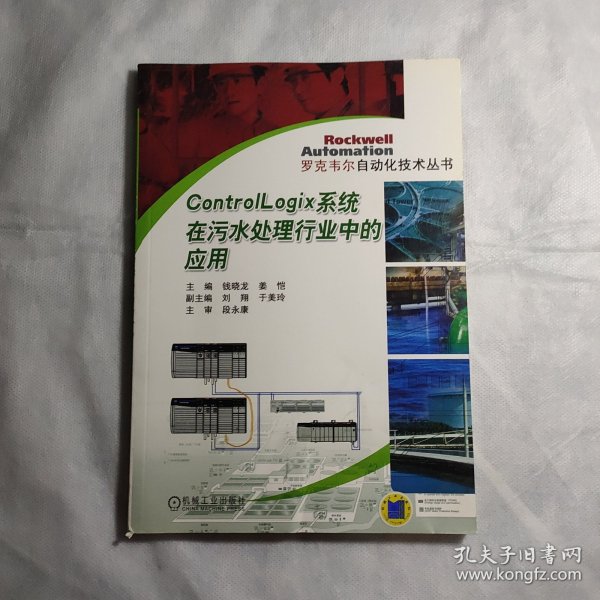 Rockwell
Automation
罗克韦尔自动化技术丛书
ControlLogix系统
在污水处理行业中的
应用
主 编 钱晓龙 姜 恺
副主编 刘 翔 于美玲
主 审 段永康
机械工业出版社
CHINA MACHINE PRESS
孔夫子旧书网
www.kongfz.com